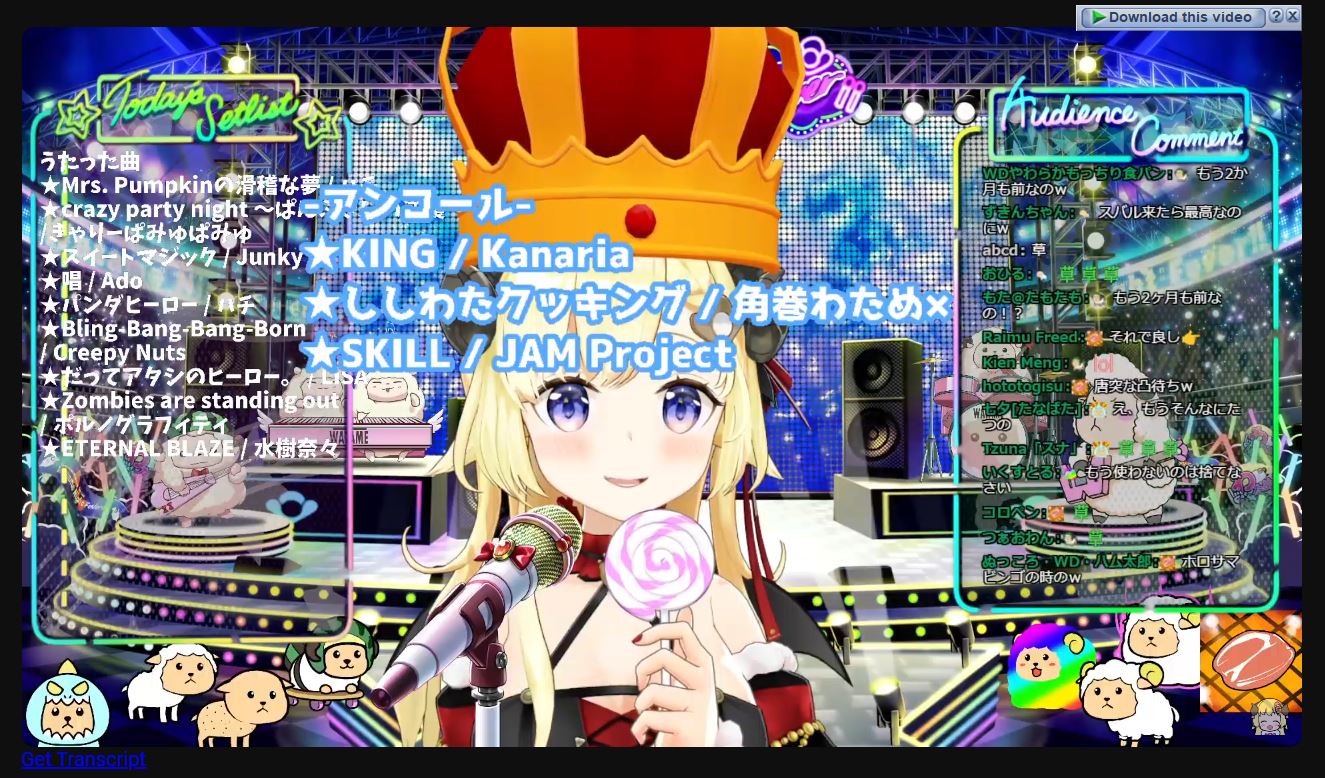 Download this video
Today's Setlist
うたった曲
★Mrs. Pumpkinの滑稽な夢 /
★crazy party night ～ぱ
/きゃりーぱみゅぱみゅ
★スイートマジック / Junky
★唱 / Ado
★パンダヒーロー / ハチ
★Bling-Bang-Bang-Born
/ Creepy Nuts
★だってアタシのヒーロー。 / LiSA
★Zombies are standing out
/ ポルノグラフィティ
★ETERNAL BLAZE / 水樹奈々
-アンコール-
★KING / Kanaria
★ししわたクッキング / 角巻わため×
★SKILL / JAM Project
WATAME
Audience Comment
WDやわらかもっちり食パン: もう2か
月も前なのw
ずきんちゃん: スバル来たら最高なの
にw
abcd: 草
おひる: 草 草 草
もた@たもたも: もう2ケ月も前な
の！？
Raimu Freed: それで良し👉
Kien Meng: lol
hototogisu: 唐突な凸待ちw
七夕[たなばた]: え、もうそんなにた
つの
Tzuna「スナ」: 草 草 草
いくすとる: もう使わないのは捨てな
さい
コロペン: 草
つぁおわん: 草
ぬっころ・WD・ハム太郎: ホロサマ
ビンゴの時のw
Get Transcript